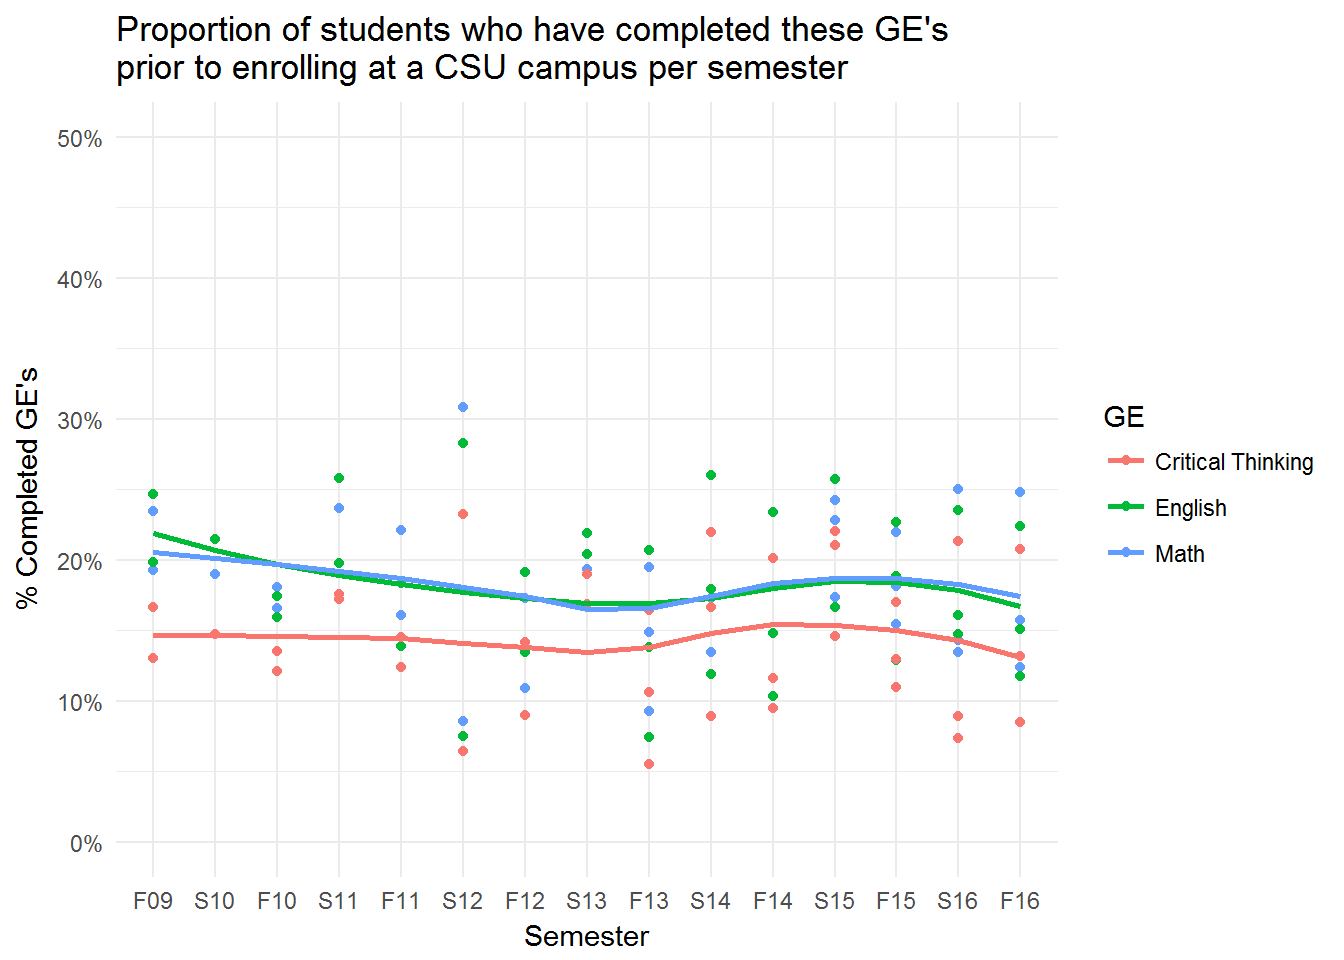 Proportion of students who have completed these GE's
prior to enrolling at a CSU campus per semester
% Completed GE's
50%
40%
30%
20%
10%
0%
F09 S10 F10 S11 F11 S12 F12 S13 F13 S14 F14 S15 F15 S16 F16
Semester
GE
Critical Thinking
English
Math